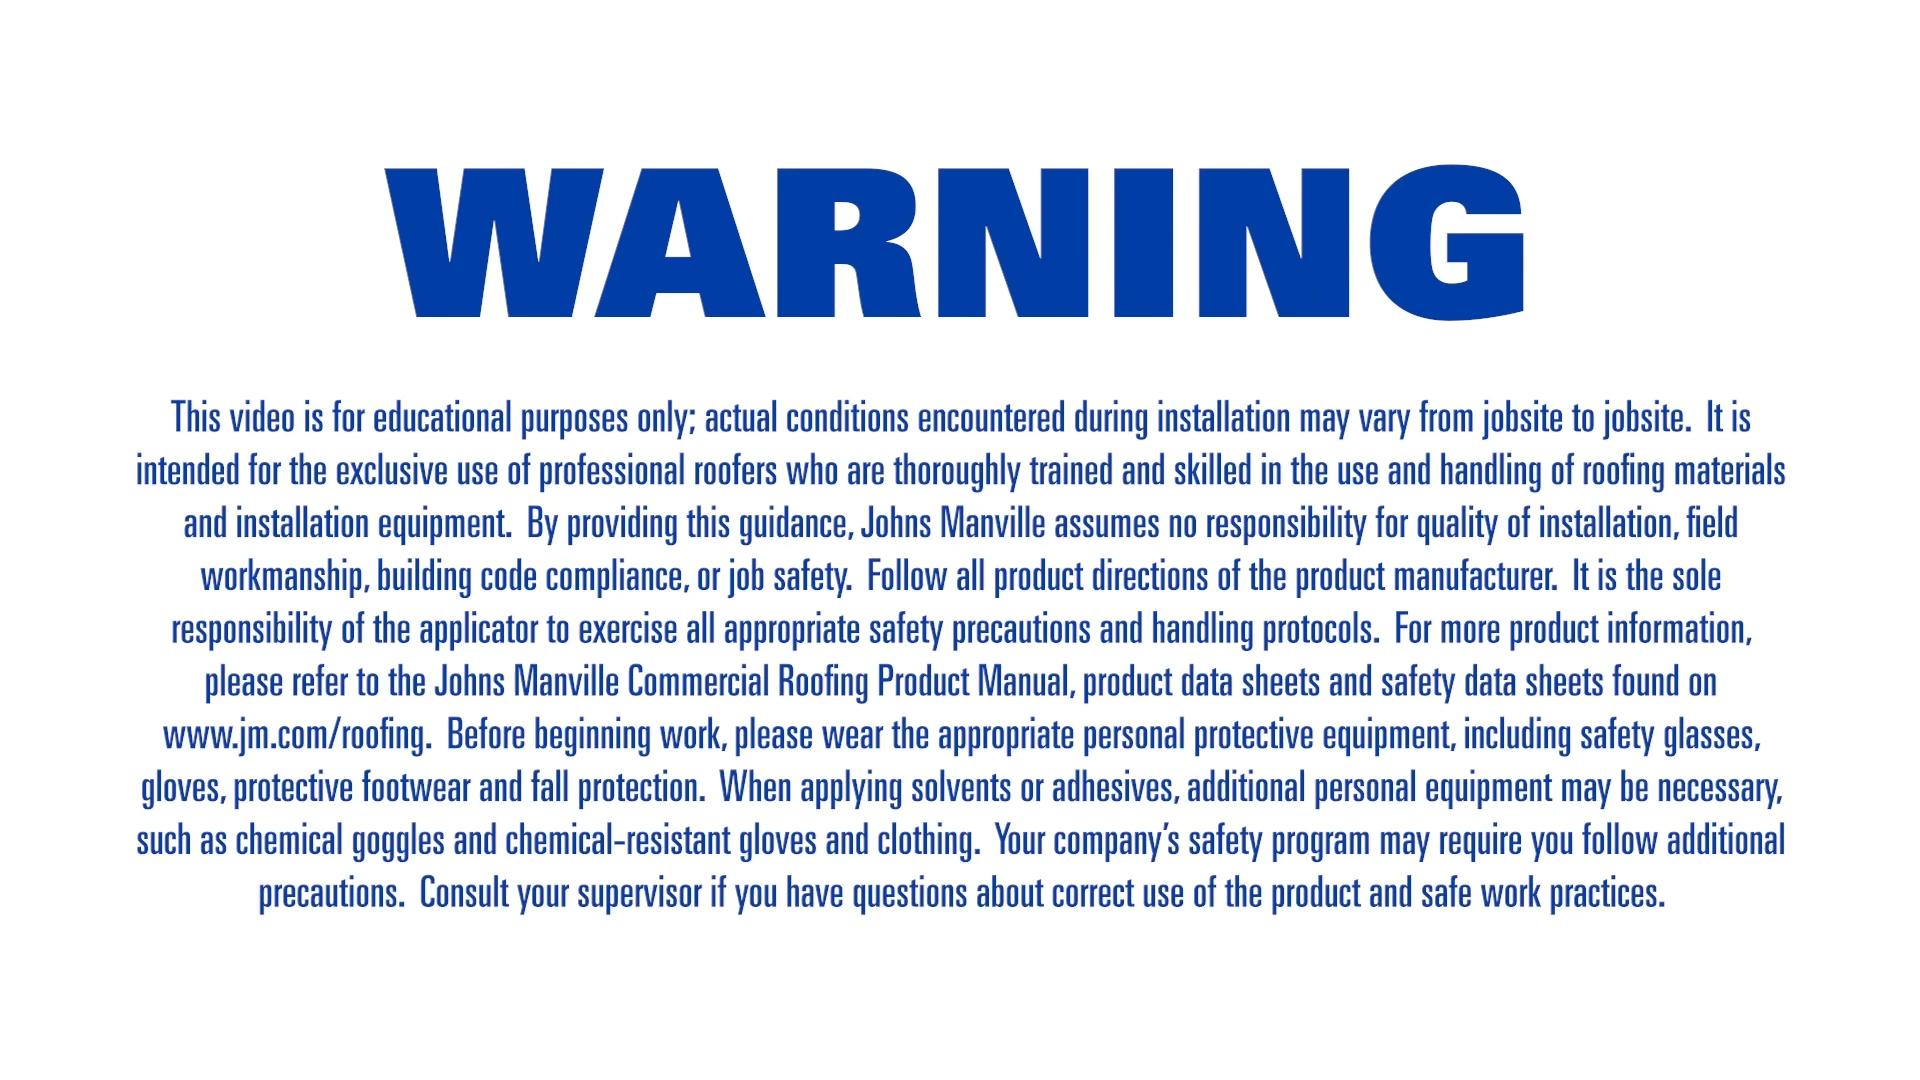 WARNING
This video is for educational purposes only; actual conditions encountered during installation may vary from jobsite to jobsite.  It is
intended for the exclusive use of professional roofers who are thoroughly trained and skilled in the use and handling of roofing materials
and installation equipment.  By providing this guidance, Johns Manville assumes no responsibility for quality of installation, field
workmanship, building code compliance, or job safety.  Follow all product directions of the product manufacturer.  It is the sole
responsibility of the applicator to exercise all appropriate safety precautions and handling protocols.  For more product information,
please refer to the Johns Manville Commercial Roofing Product Manual, product data sheets and safety data sheets found on
www.jm.com/roofing.  Before beginning work, please wear the appropriate personal protective equipment, including safety glasses,
gloves, protective footwear and fall protection.  When applying solvents or adhesives, additional personal equipment may be necessary,
such as chemical goggles and chemical-resistant gloves and clothing.  Your company’s safety program may require you follow additional
precautions.  Consult your supervisor if you have questions about correct use of the product and safe work practices.